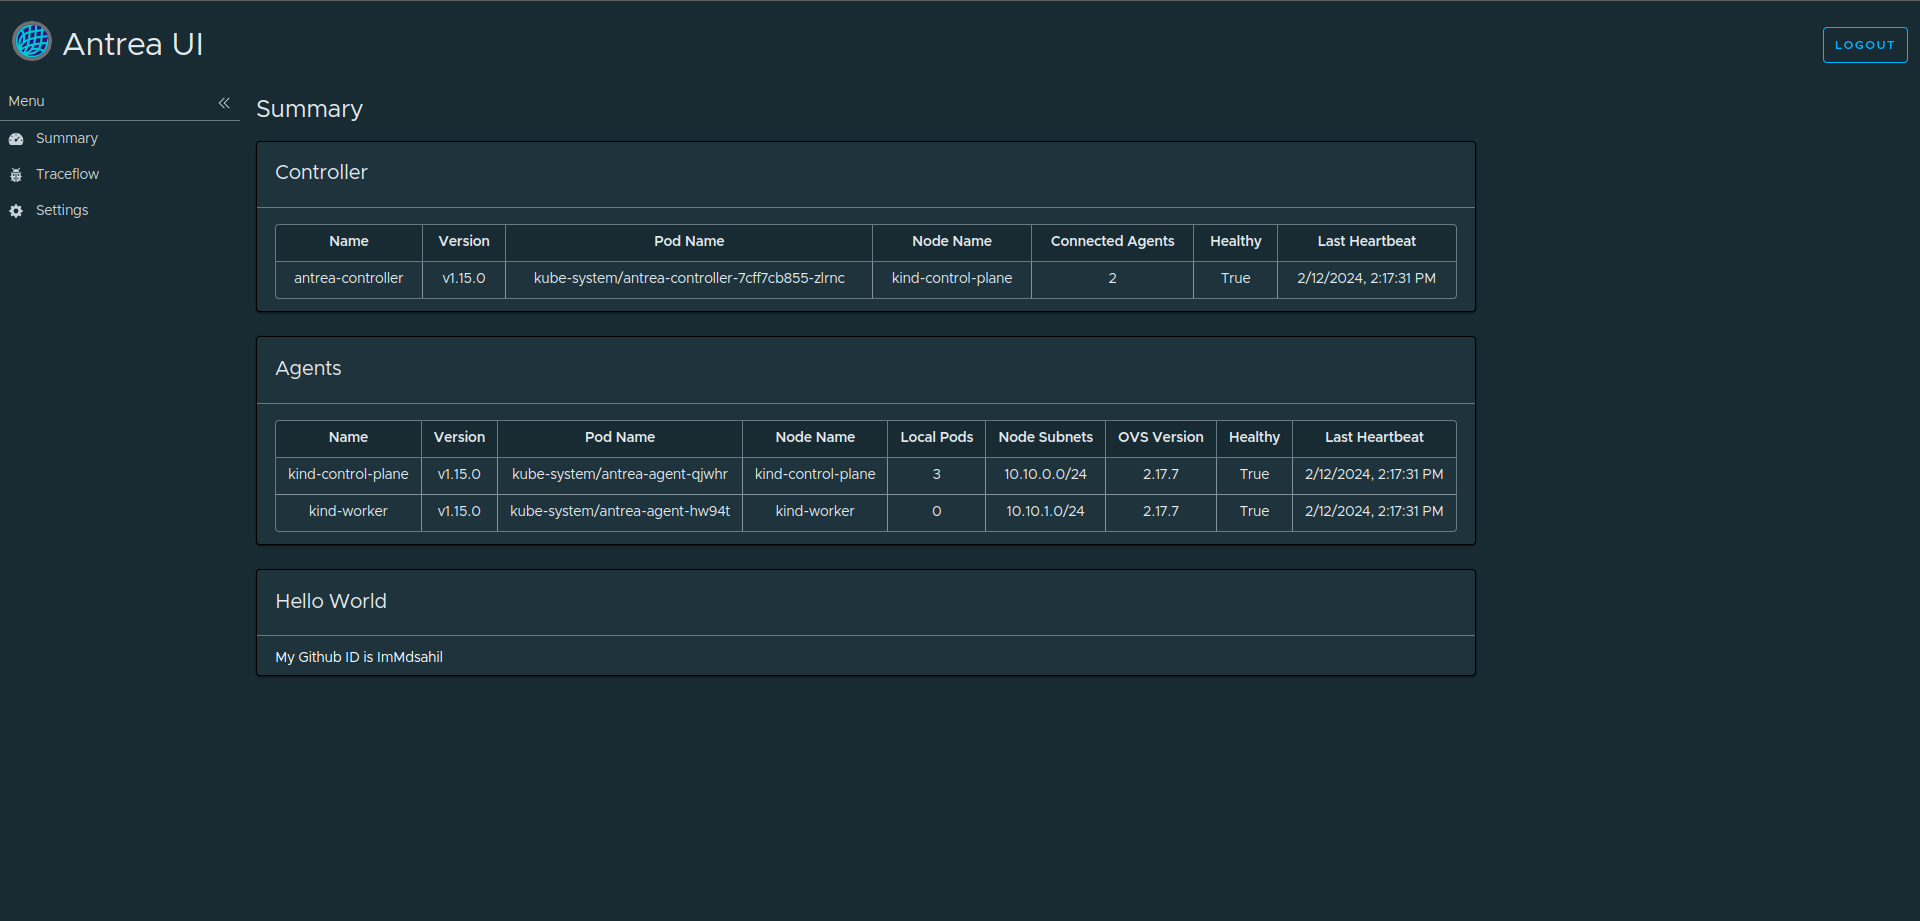 Antrea UI
LOGOUT
Menu
Summary
Traceflow
Settings
Summary
Controller
Name Version Pod Name Node Name Connected Agents Healthy Last Heartbeat
antrea-controller v1.15.0 kube-system/antrea-controller-7cff7cb855-zlrnc kind-control-plane 2 True 2/12/2024, 2:17:31 PM
Agents
Name Version Pod Name Node Name Local Pods Node Subnets OVS Version Healthy Last Heartbeat
kind-control-plane v1.15.0 kube-system/antrea-agent-qjwhr kind-control-plane 3 10.10.0.0/24 2.17.7 True 2/12/2024, 2:17:31 PM
kind-worker v1.15.0 kube-system/antrea-agent-hw94t kind-worker 0 10.10.1.0/24 2.17.7 True 2/12/2024, 2:17:31 PM
Hello World
My Github ID is ImMdsahil